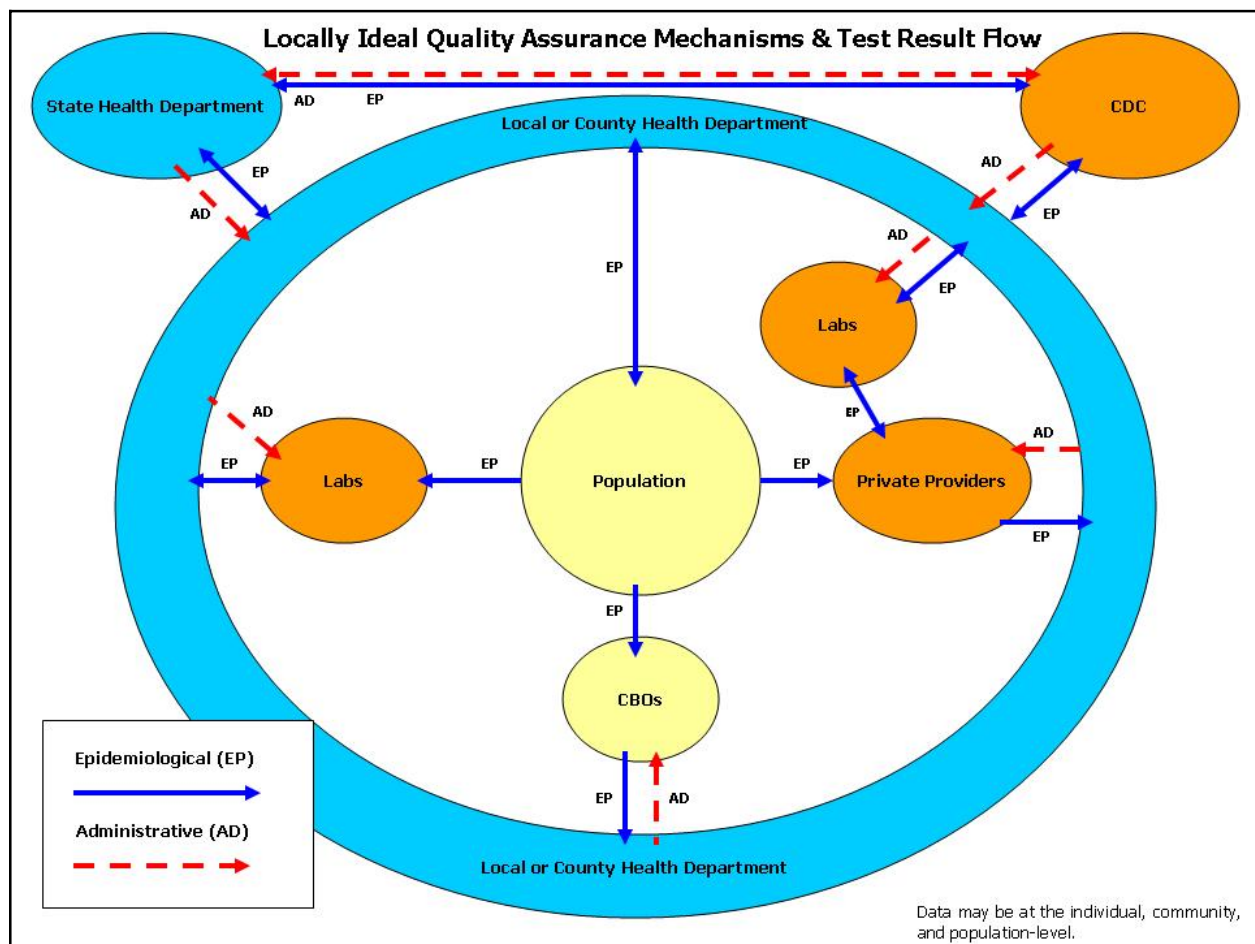 Locally Ideal Quality Assurance Mechanisms & Test Result Flow
State Health Department
CDC
AD
EP
Local or County Health Department
EP
AD
AD
EP
EP
AD
EP
Labs
EP
AD
EP
Labs
EP
Population
EP
Private Providers
AD
EP
EP
CBOs
EP
AD
Local or County Health Department
Epidemiological (EP)
Administrative (AD)
Data may be at the individual, community,
and population-level.